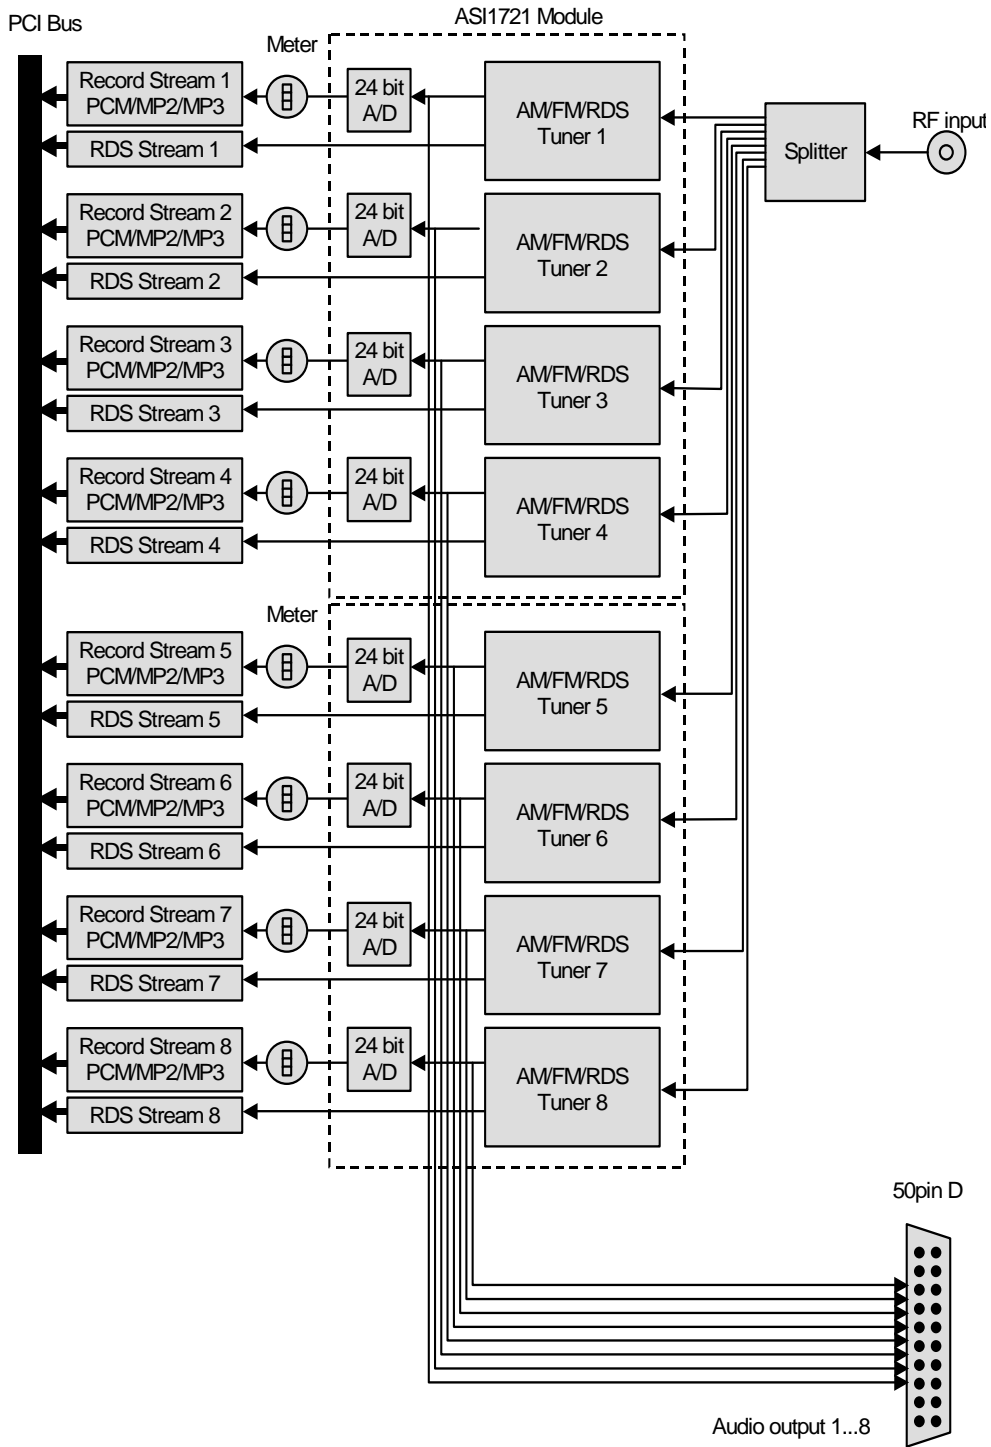 PCI Bus
ASI1721 Module
Meter
Record Stream 1
PCM/MP2/MP3
24 bit
A/D
AM/FM/RDS
Tuner 1
RDS Stream 1
Splitter
RF input
Record Stream 2
PCM/MP2/MP3
24 bit
A/D
AM/FM/RDS
Tuner 2
RDS Stream 2
Record Stream 3
PCM/MP2/MP3
24 bit
A/D
AM/FM/RDS
Tuner 3
RDS Stream 3
Record Stream 4
PCM/MP2/MP3
24 bit
A/D
AM/FM/RDS
Tuner 4
RDS Stream 4
Meter
Record Stream 5
PCM/MP2/MP3
24 bit
A/D
AM/FM/RDS
Tuner 5
RDS Stream 5
Record Stream 6
PCM/MP2/MP3
24 bit
A/D
AM/FM/RDS
Tuner 6
RDS Stream 6
Record Stream 7
PCM/MP2/MP3
24 bit
A/D
AM/FM/RDS
Tuner 7
RDS Stream 7
Record Stream 8
PCM/MP2/MP3
24 bit
A/D
AM/FM/RDS
Tuner 8
RDS Stream 8
50pin D
Audio output 1...8